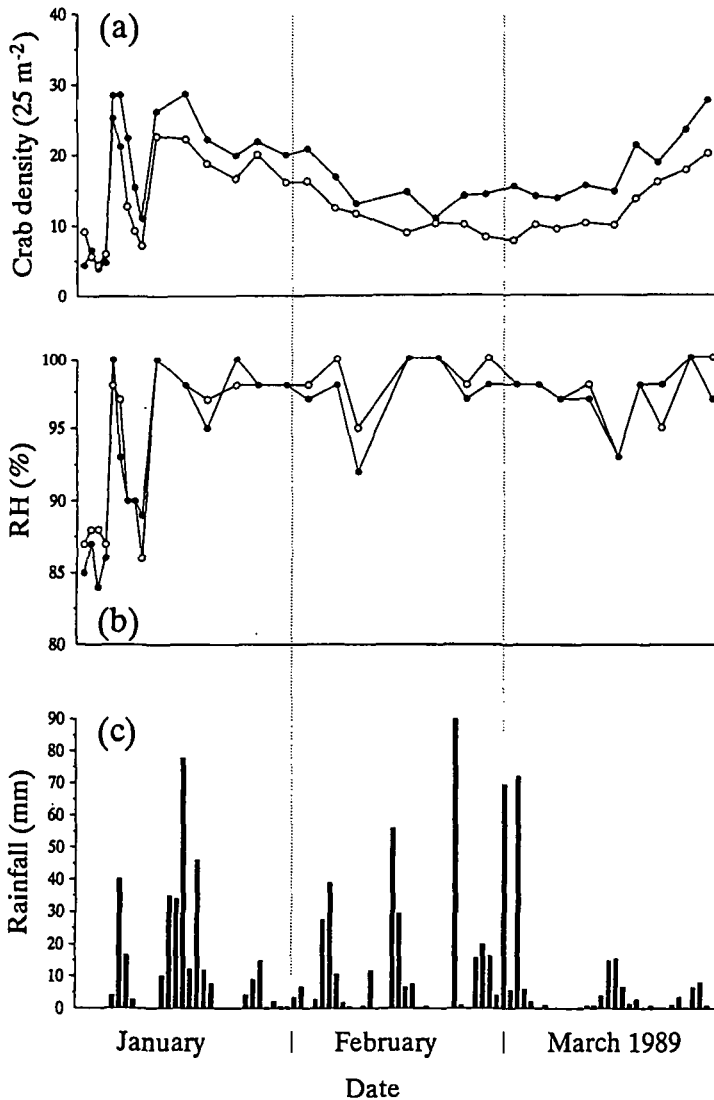 (a)
Crab density (25 m⁻²)
40
30
20
10
0
(b)
RH (%)
100
95
90
85
80
(c)
Rainfall (mm)
90
80
70
60
50
40
30
20
10
0
January | February | March 1989
Date